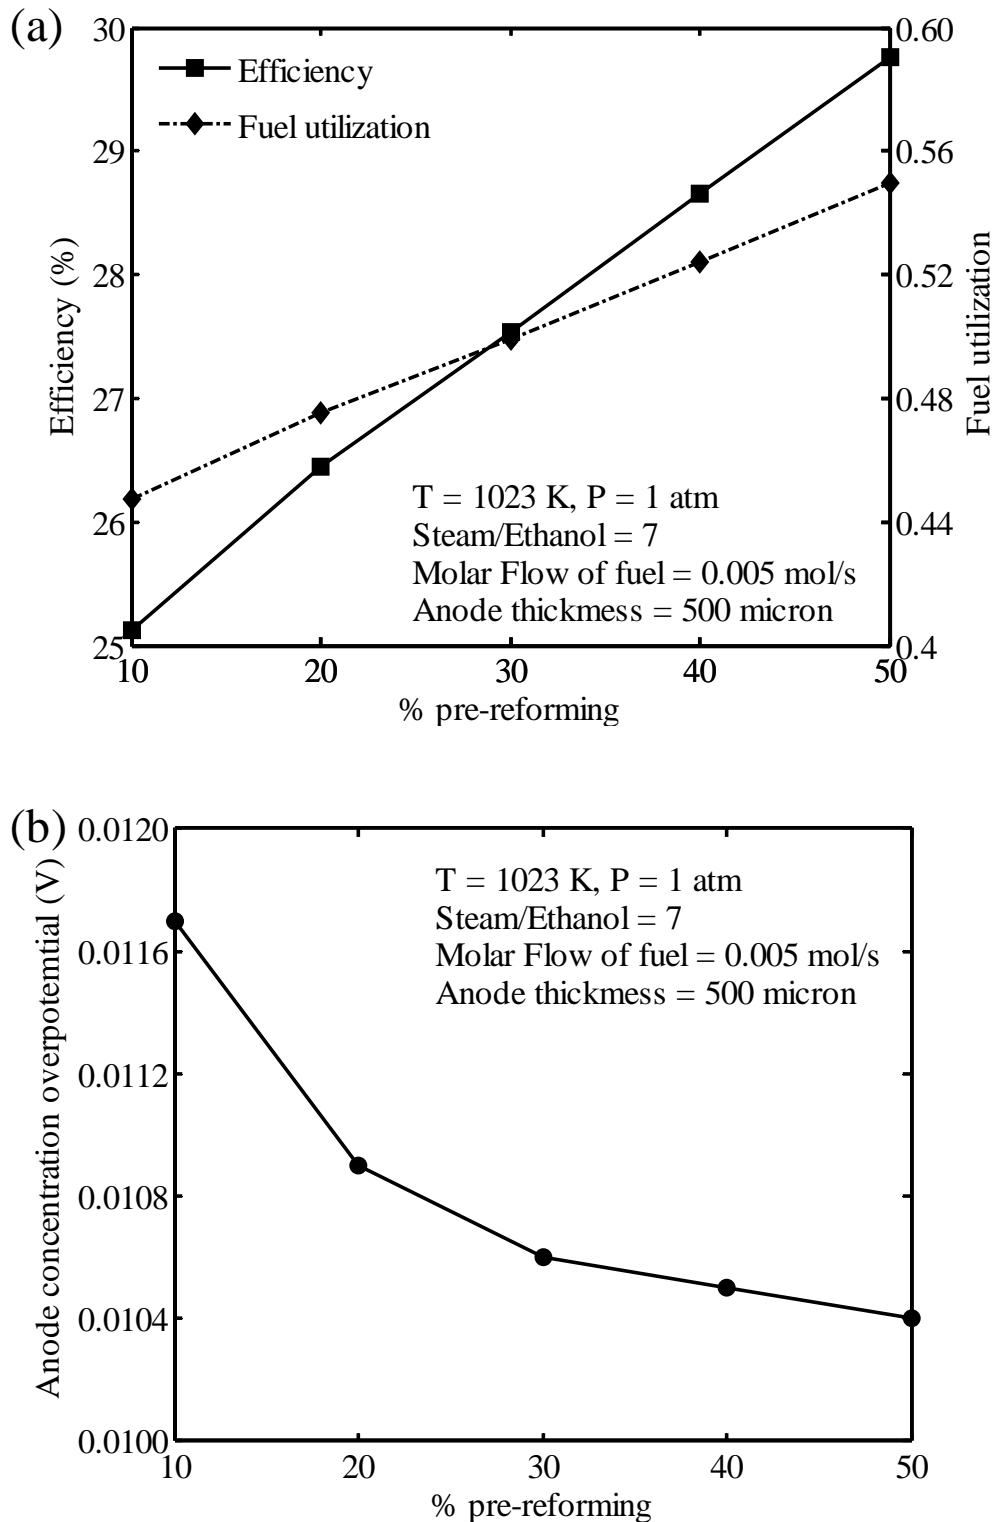 (a)
30
29
28
27
26
25
Efficiency (%)
Efficiency
Fuel utilization
0.60
0.56
0.52
0.48
0.44
0.4
Fuel utilization
T = 1023 K, P = 1 atm
Steam/Ethanol = 7
Molar Flow of fuel = 0.005 mol/s
Anode thickmess = 500 micron
10 20 30 40 50
% pre-reforming
(b)
0.0120
0.0116
0.0112
0.0108
0.0104
0.0100
Anode concentration overpotential (V)
T = 1023 K, P = 1 atm
Steam/Ethanol = 7
Molar Flow of fuel = 0.005 mol/s
Anode thickmess = 500 micron
10 20 30 40 50
% pre-reforming